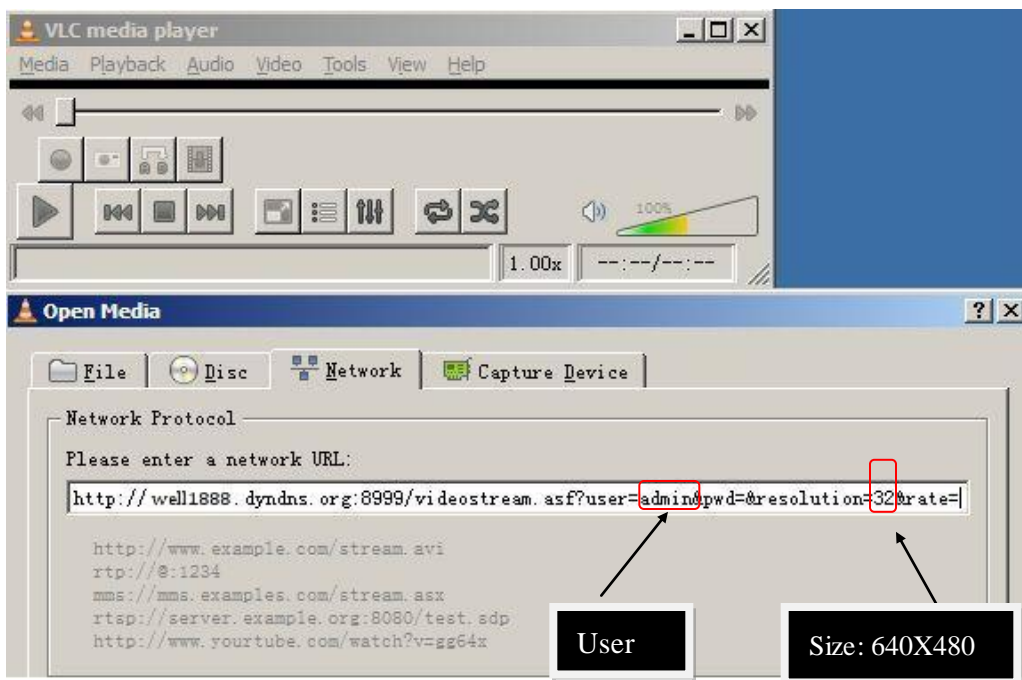 VLC media player
Media Playback Audio Video Tools View Help
A B
100%
1.00x --:--/--:--
Open Media
File Disc Network Capture Device
Network Protocol
Please enter a network URL:
http://well1888.dyndns.org:8999/videostream.asf?user=admin&pwd=&resolution=32&rate=
http://www.example.com/stream.avi
rtp://@:1234
mms://mms.examples.com/stream.asx
rtsp://server.example.org:8080/test.sdp
http://www.yourtube.com/watch?v=gg64x
User
Size: 640X480